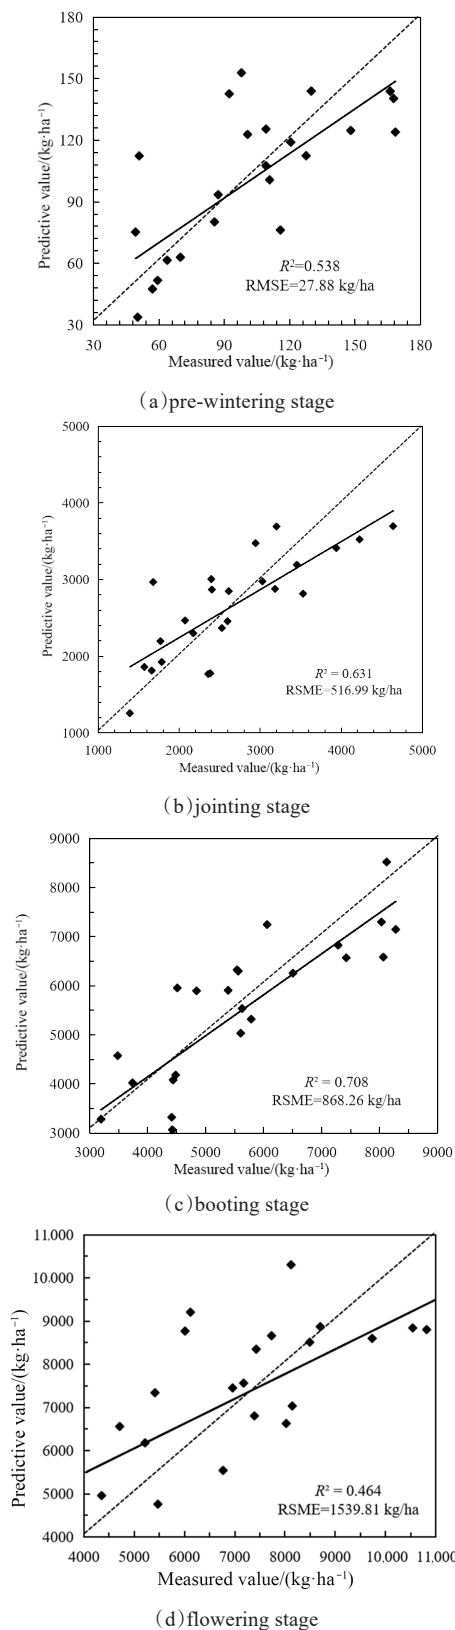 180
150
120
90
60
30
Predictive value/(kg·ha⁻¹)
R²=0.538
RMSE=27.88 kg/ha
30 60 90 120 150 180
Measured value/(kg·ha⁻¹)
(a)pre-wintering stage
5000
4000
3000
2000
1000
Predictive value/(kg·ha⁻¹)
R² = 0.631
RSME=516.99 kg/ha
1000 2000 3000 4000 5000
Measured value/(kg·ha⁻¹)
(b)jointing stage
9000
8000
7000
6000
5000
4000
3000
Predictive value/(kg·ha⁻¹)
R² = 0.708
RSME=868.26 kg/ha
3000 4000 5000 6000 7000 8000 9000
Measured value/(kg·ha⁻¹)
(c)booting stage
11,000
10.000
9000
8000
7000
6000
5000
4000
Predictive value/(kg·ha⁻¹)
R² = 0.464
RSME=1539.81 kg/ha
4000 5000 6000 7000 8000 9000 10,000 11,000
Measured value/(kg·ha⁻¹)
(d)flowering stage